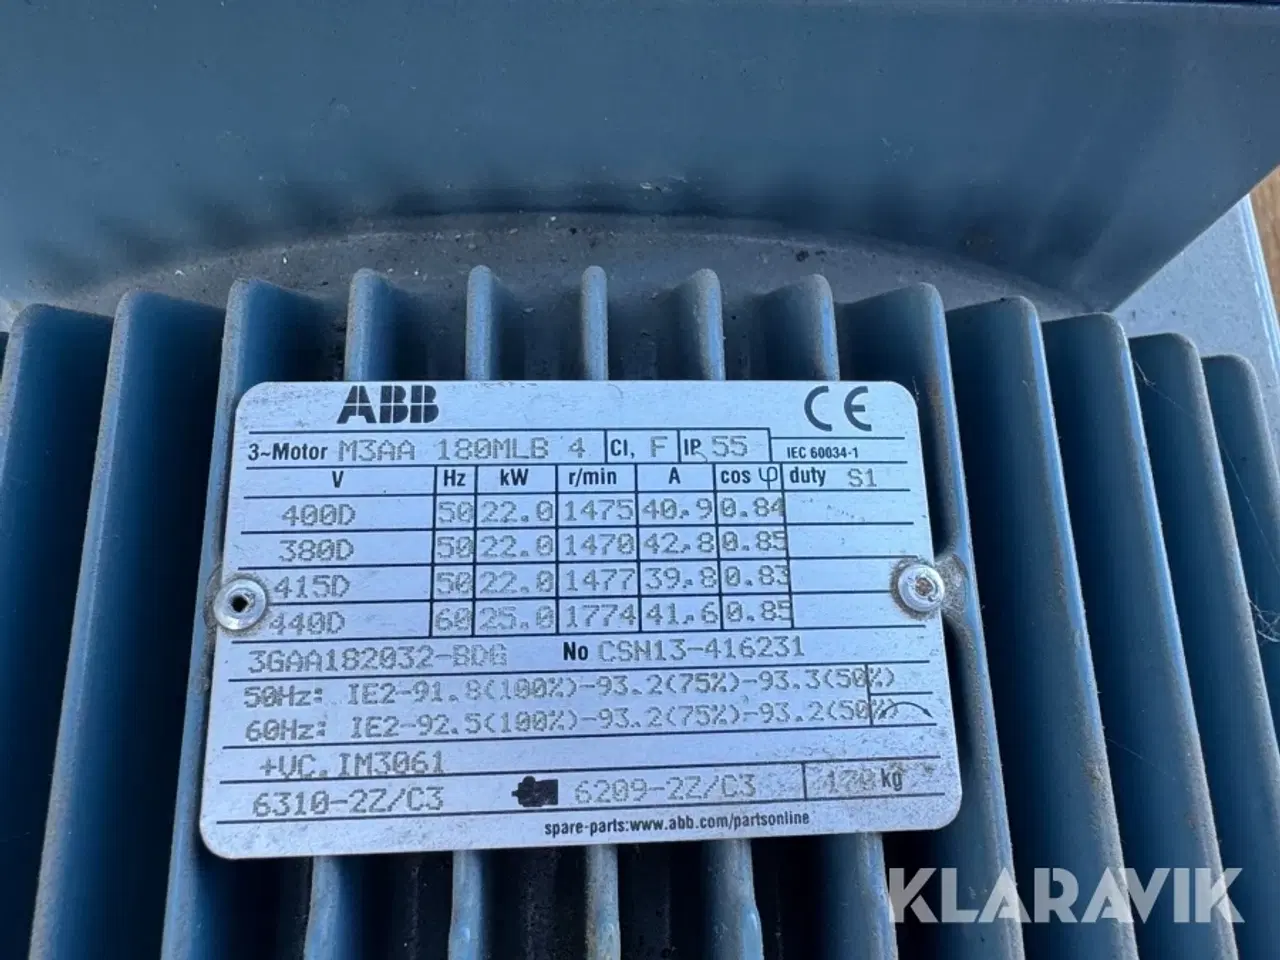 ABB CE
3~Motor M3AA 180MLB 4 Cl. F IP 55 IEC 60034-1
V Hz kW r/min A cos φ duty S1
400D 50 22.0 1475 40.9 0.84
380D 50 22.0 1470 42.8 0.85
415D 50 22.0 1477 39.8 0.83
440D 60 25.0 1774 41.6 0.85
3GAA182032-BDG No CSN13-416231
50Hz: IE2-91.8(100%)-93.2(75%)-93.3(50%)
60Hz: IE2-92.5(100%)-93.2(75%)-93.2(50%)
+VC.IM3061
6310-2Z/C3 6209-2Z/C3 kg
spare-parts:www.abb.com/partsonline
KLARAVIK